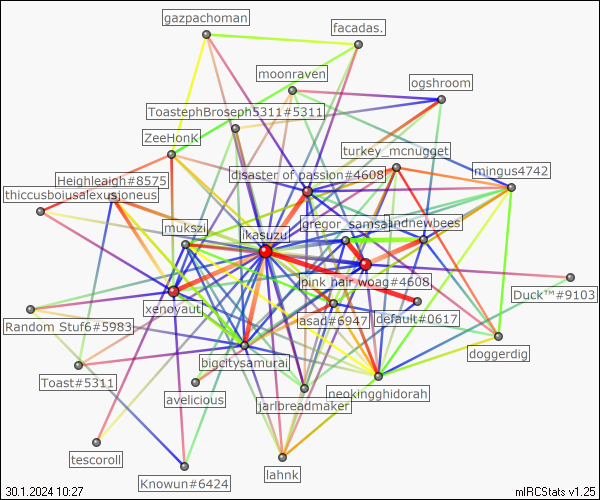 gazpachoman
facadas.
moonraven
ogshroom
ToastephBroseph5311#5311
ZeeHonK
turkey_mcnugget
disaster of passion#4608
mingus4742
Heighleigh#8575
thiccusboiusalexusjoneus
mukszi
gregor_samsa
andnewbees
ikasuzu
pink hair woag#4608
Duck™#9103
xenovaut
Random Stuf6#5983
asad#6947
default#0617
doggerdig
bigcitysamurai
Toast#5311
avelicious
jarlbreadmaker
neokingghidorah
tescoroll
Knowun#6424
lahnk
30.1.2024 10:27
mIRCStats v1.25